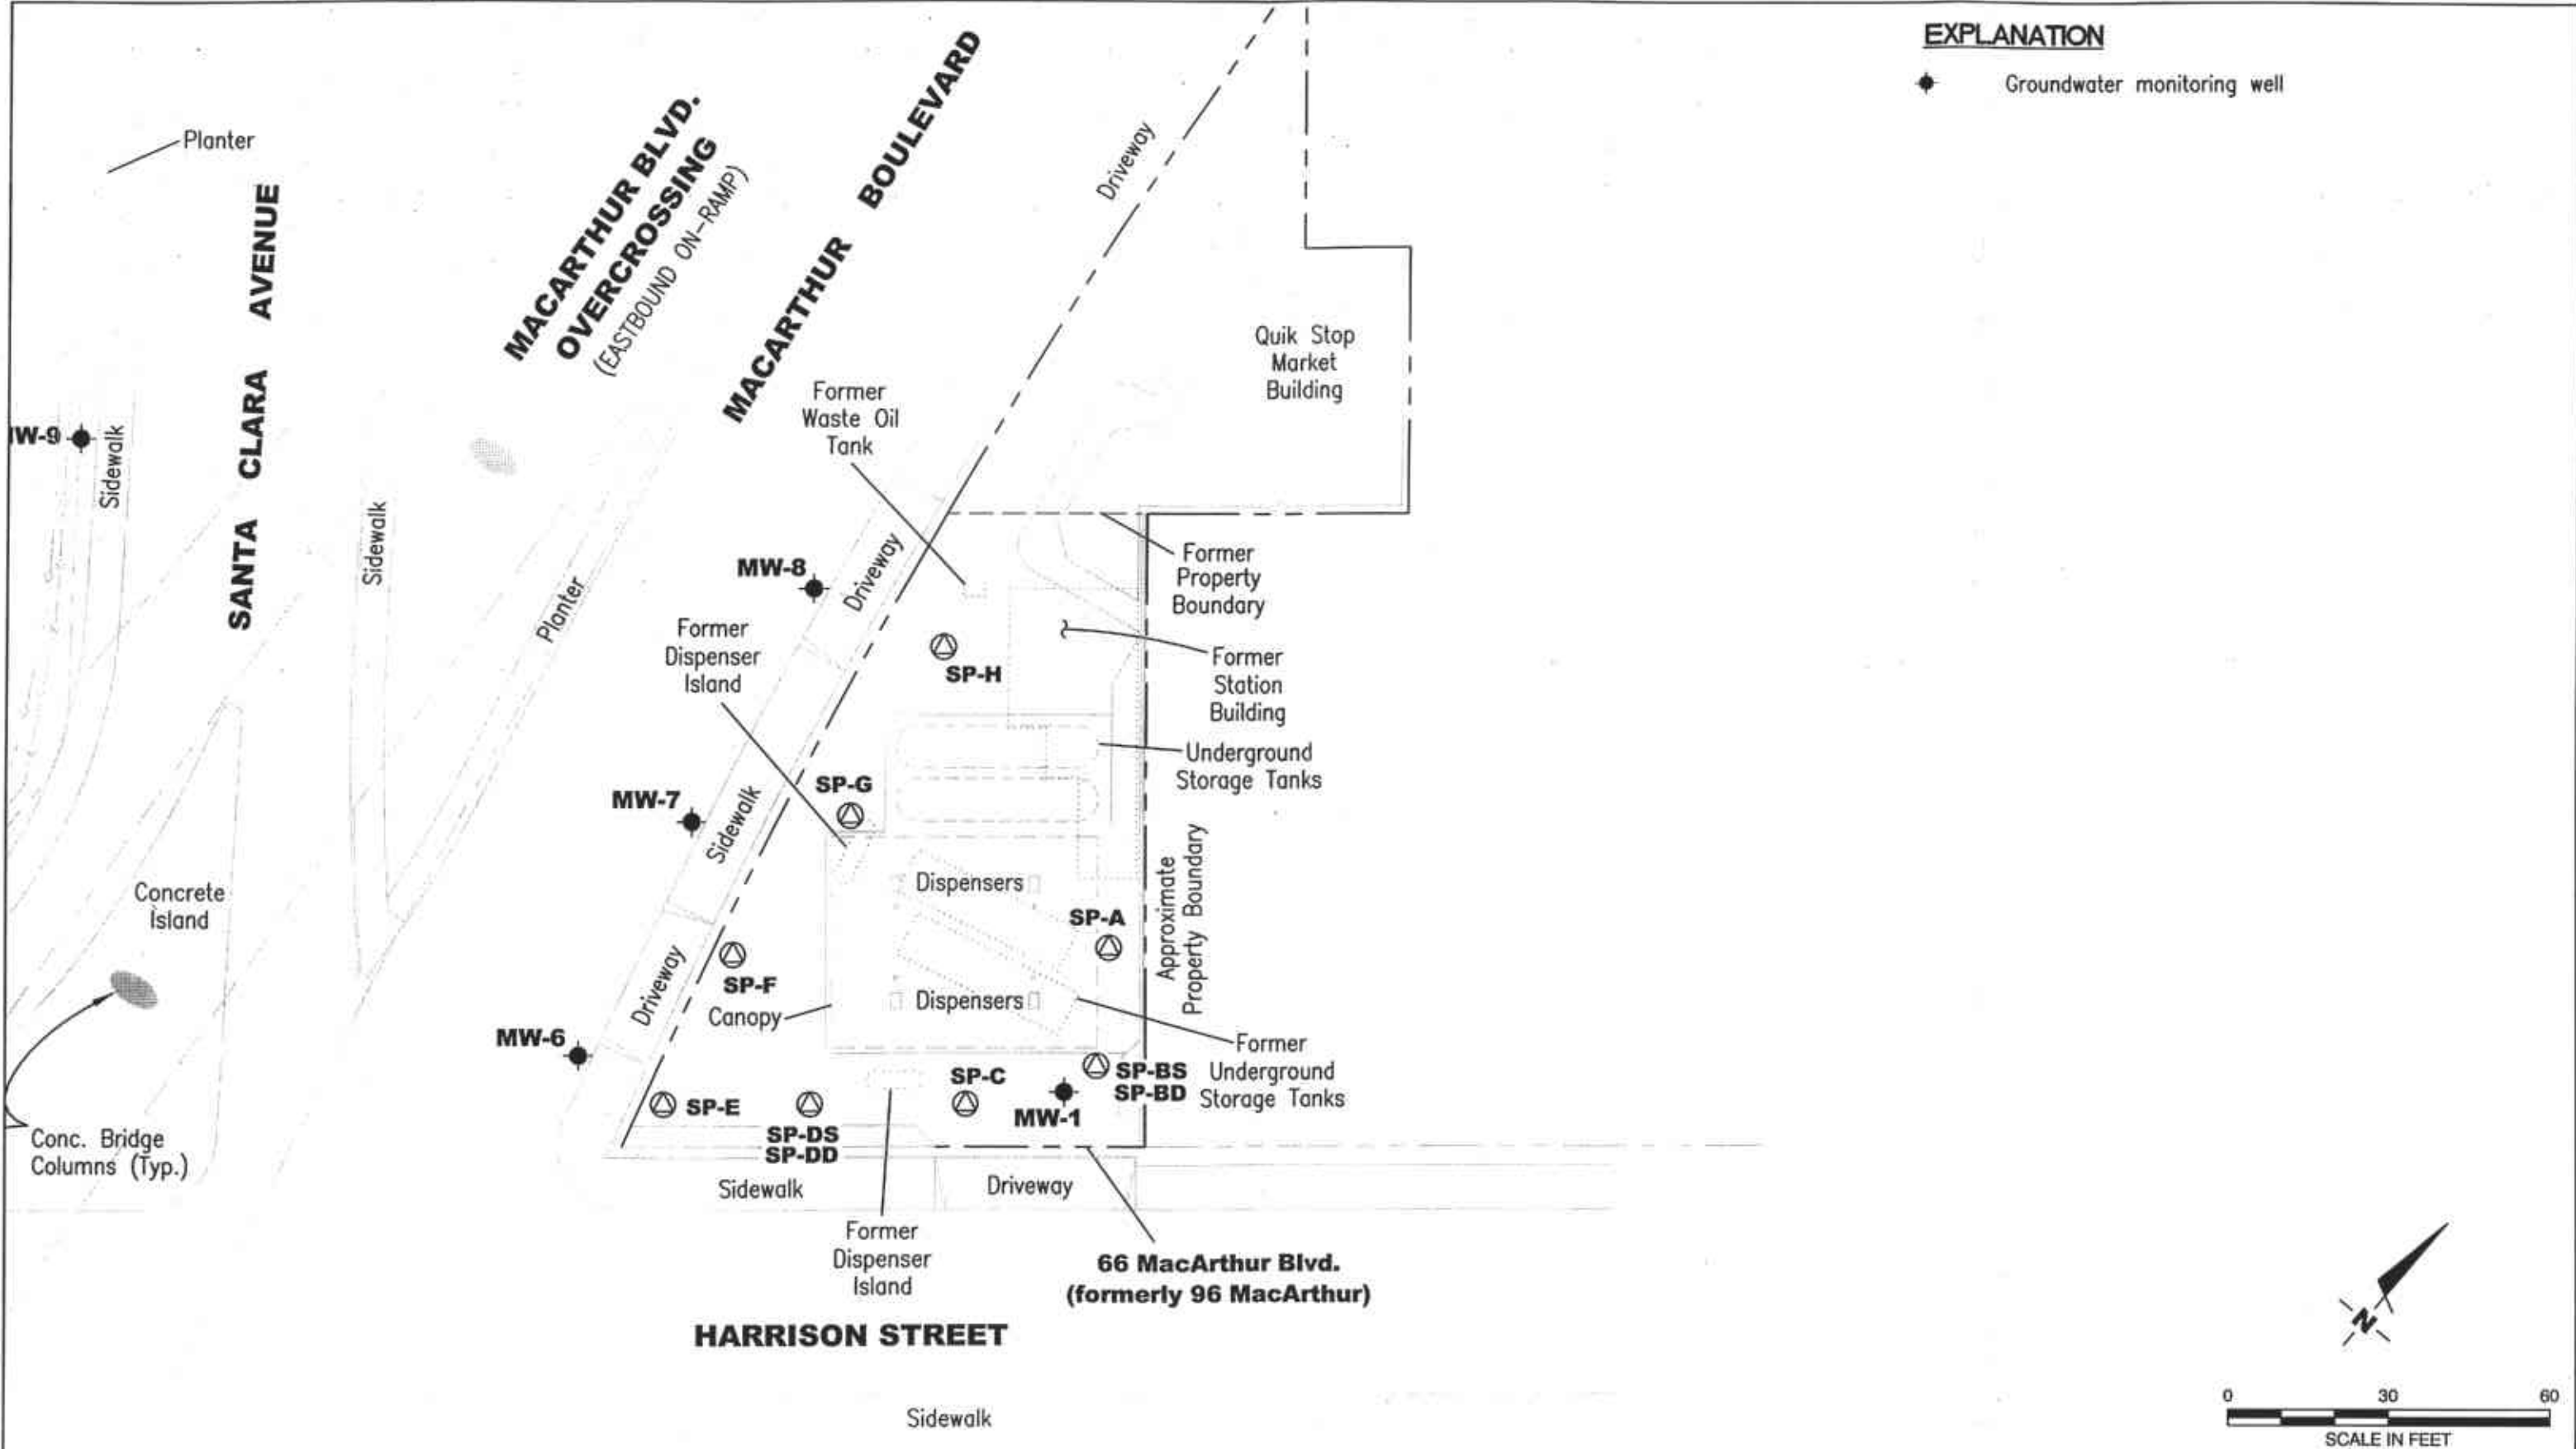 EXPLANATION
Groundwater monitoring well
Planter
SANTA CLARA AVENUE
MACARTHUR BLVD.
OVERCROSSING
(EASTBOUND ON-RAMP)
MACARTHUR BOULEVARD
Driveway
Quik Stop
Market
Building
Former
Waste Oil
Tank
IW-9
Sidewalk
Sidewalk
Planter
MW-8
Driveway
Former
Property
Boundary
Former
Dispenser
Island
SP-H
Former
Station
Building
Underground
Storage Tanks
SP-G
MW-7
Sidewalk
Concrete
Island
Dispensers
SP-A
Approximate
Property Boundary
SP-F
Driveway
Canopy
Dispensers
MW-6
Former
Underground
Storage Tanks
SP-BS
SP-BD
SP-C
MW-1
SP-E
SP-DS
SP-DD
Conc. Bridge
Columns (Typ.)
Sidewalk
Driveway
Former
Dispenser
Island
66 MacArthur Blvd.
(formerly 96 MacArthur)
HARRISON STREET
Sidewalk
N
0 30 60
SCALE IN FEET